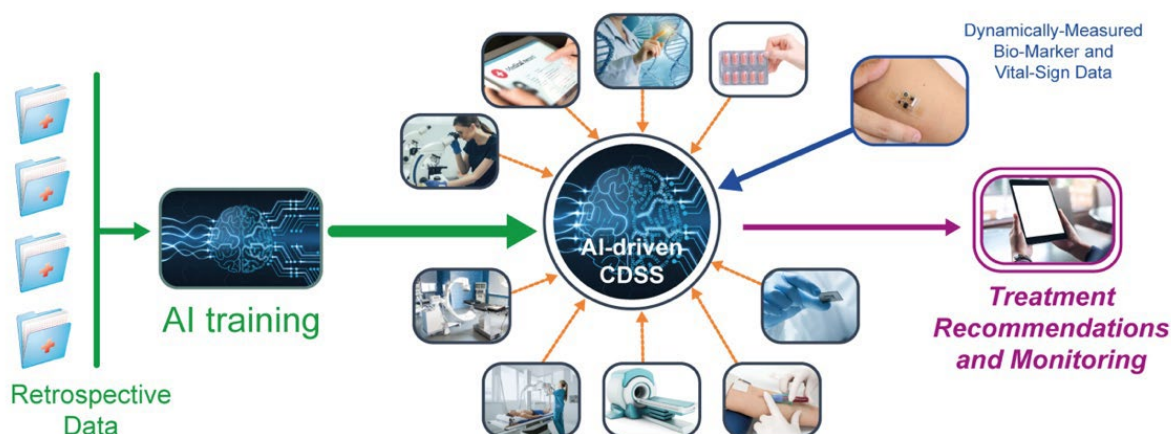 Retrospective
Data
AI training
Medical
AI-driven
CDSS
Dynamically-Measured
Bio-Marker and
Vital-Sign Data
Treatment
Recommendations
and Monitoring